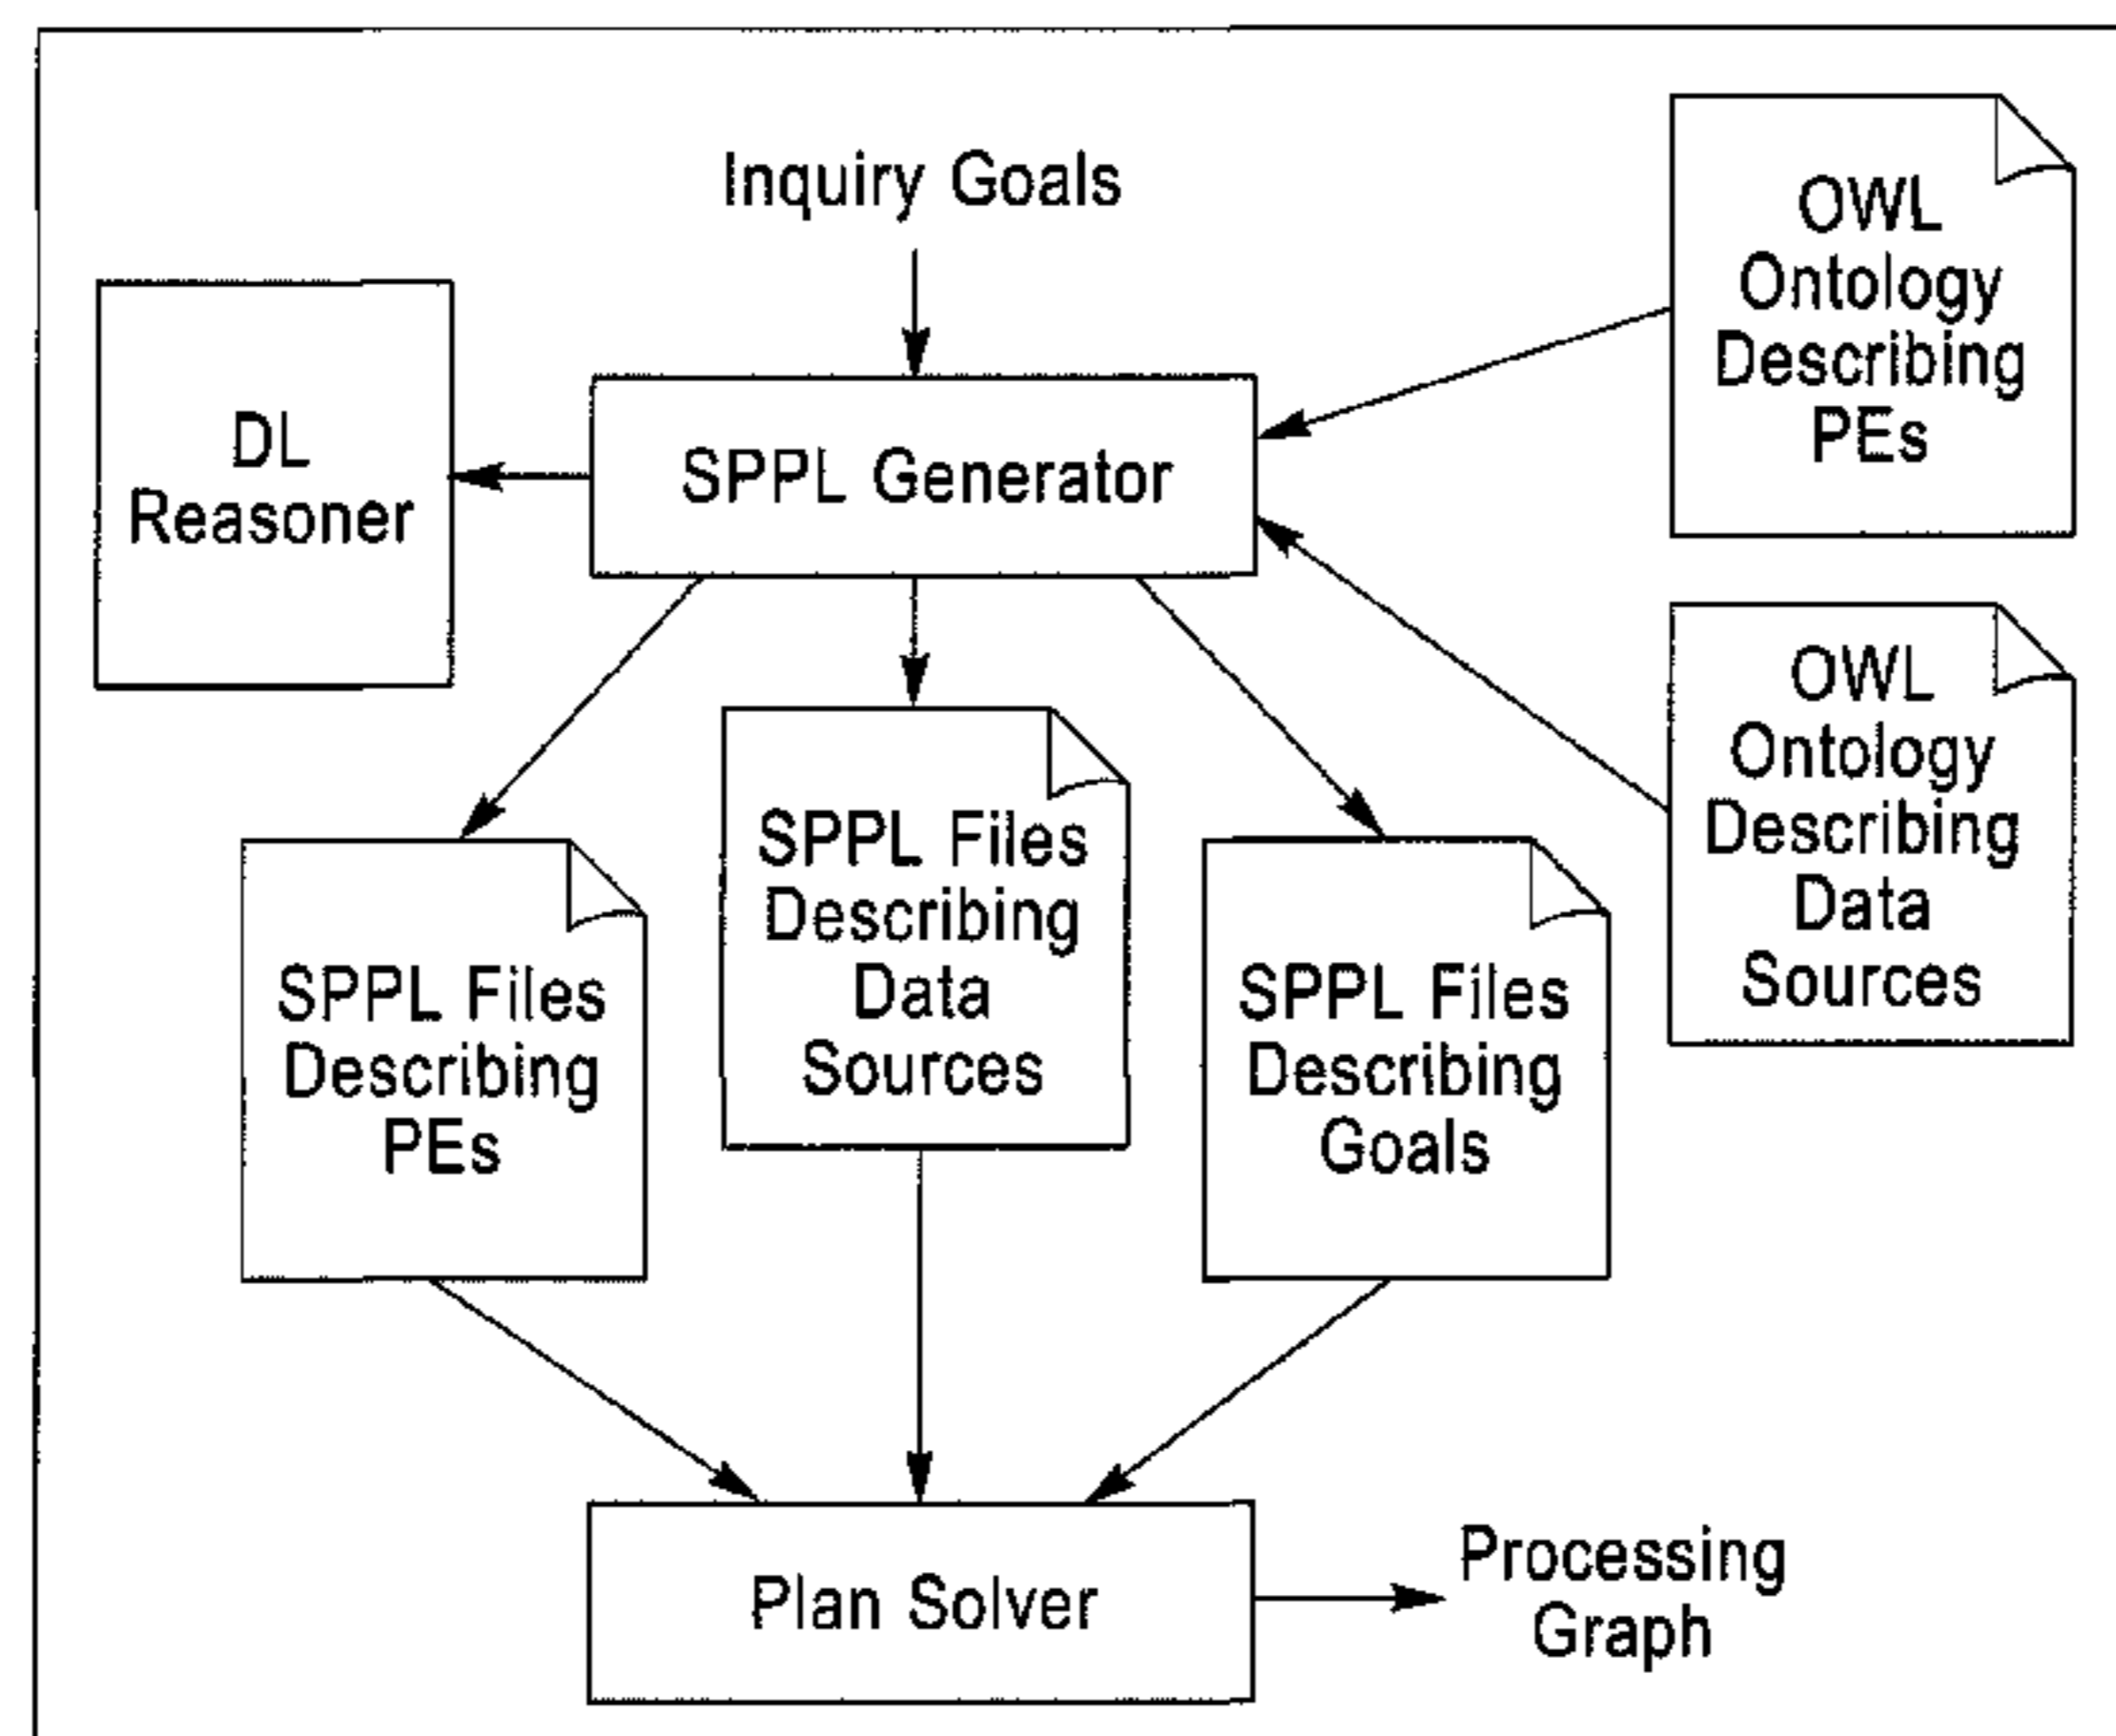 Inquiry Goals
OWL
Ontology
Describing
PEs
DL
Reasoner
SPPL Generator
OWL
Ontology
Describing
Data
Sources
SPPL Files
Describing
PEs
SPPL Files
Describing
Data
Sources
SPPL Files
Describing
Goals
Plan Solver
Processing
Graph